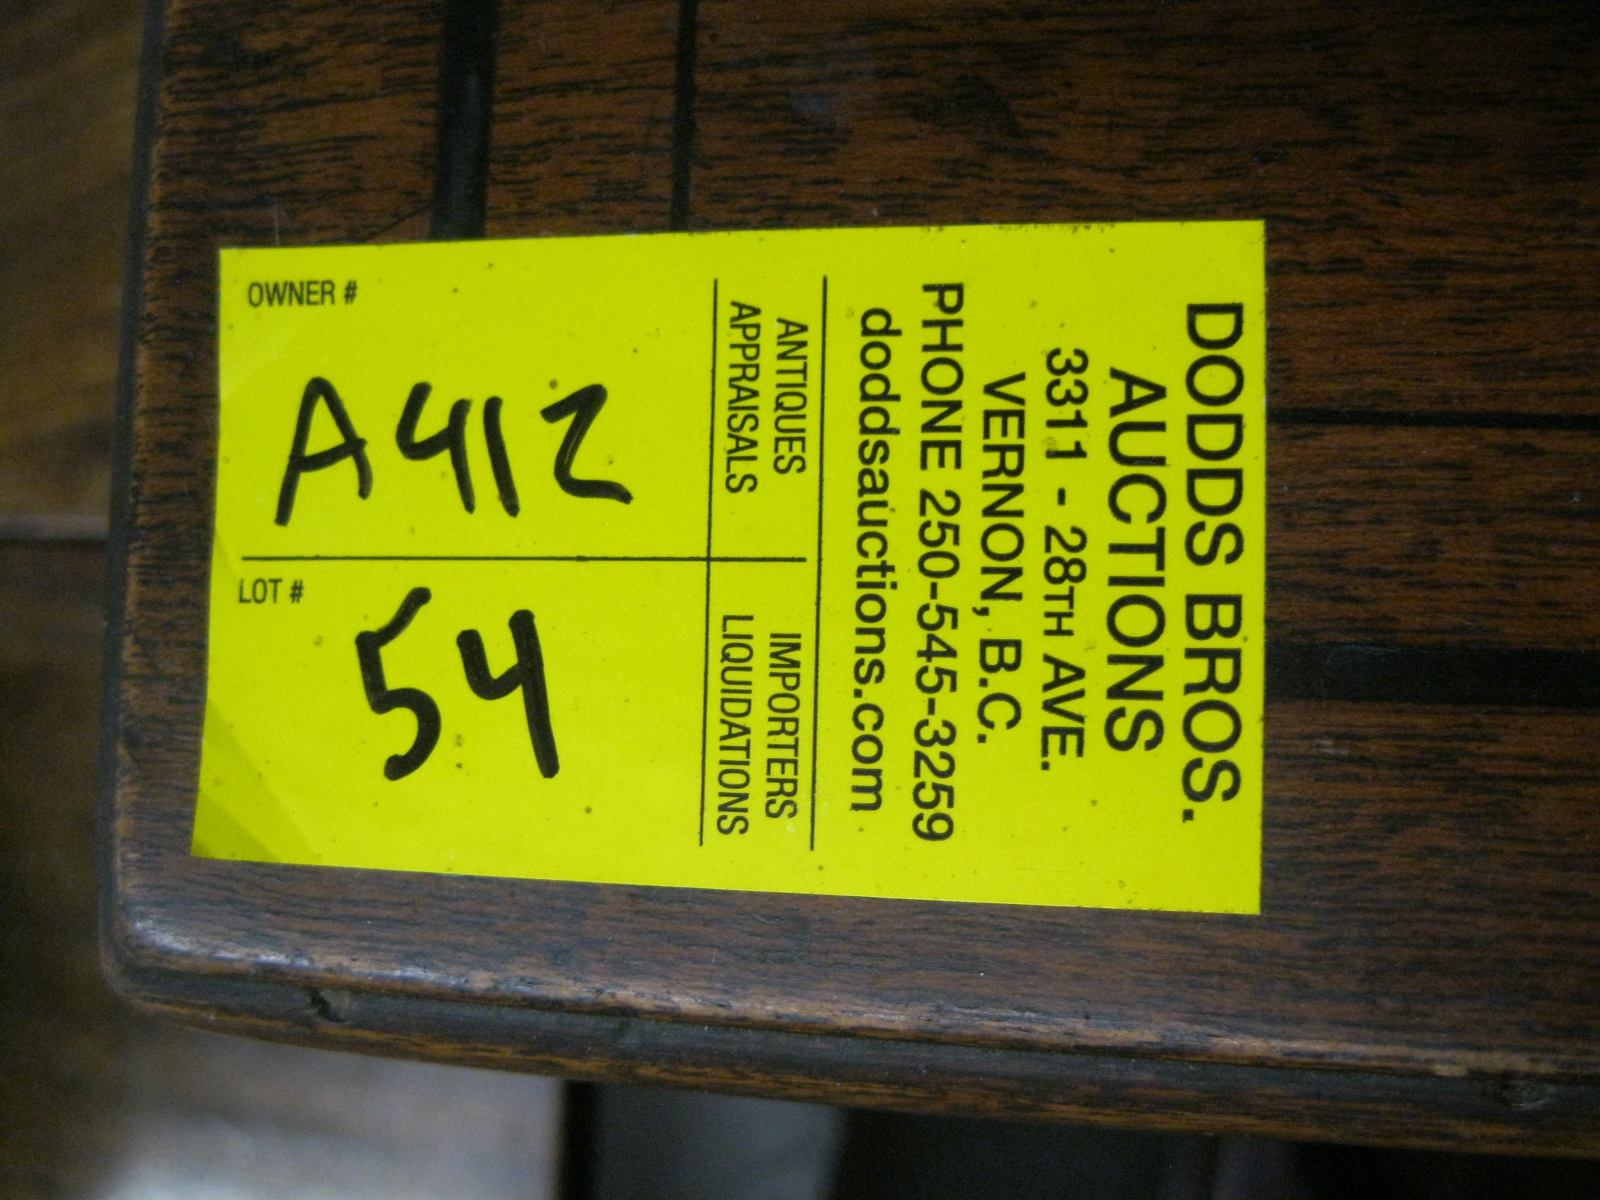 DODDS BROS.
AUCTIONS
3311 - 28TH AVE.
VERNON, B.C.
PHONE 250-545-3259
doddsauctions.com
ANTIQUES
APPRAISALS
IMPORTERS
LIQUIDATIONS
OWNER #
A412
LOT #
54